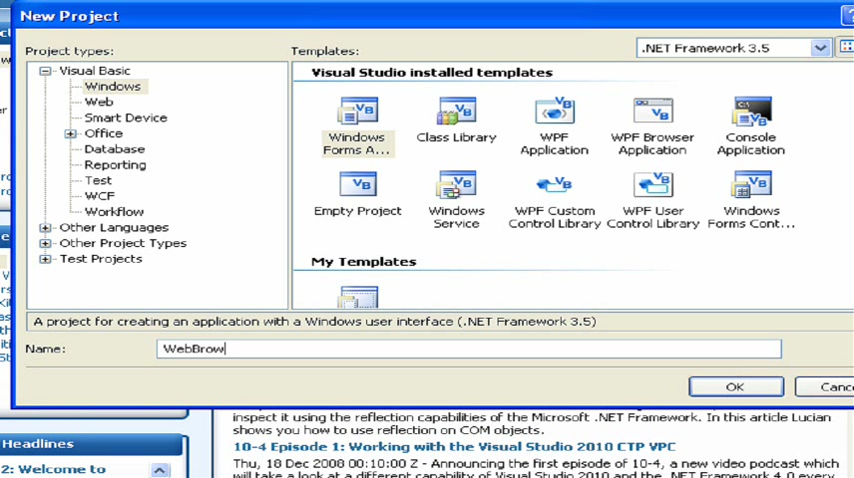 New Project
Project types:
Templates:
.NET Framework 3.5
Visual Basic
Windows
Web
Smart Device
Office
Database
Reporting
Test
WCF
Workflow
Other Languages
Other Project Types
Test Projects
Visual Studio installed templates
Windows Forms A...
Class Library
WPF Application
WPF Browser Application
Console Application
Empty Project
Windows Service
WPF Custom Control Library
WPF User Control Library
Windows Forms Cont...
My Templates
A project for creating an application with a Windows user interface (.NET Framework 3.5)
Name:
WebBrow
OK
Canc
inspect it using the reflection capabilities of the Microsoft .NET Framework. In this article Lucian
shows you how to use reflection on COM objects.
10-4 Episode 1: Working with the Visual Studio 2010 CTP VPC
Thu, 18 Dec 2008 00:10:00 Z - Announcing the first episode of 10-4, a new video podcast which
will take a look at a different capability of Visual Studio 2010 and the .NET Framework 4.0 every
Headlines
2: Welcome to